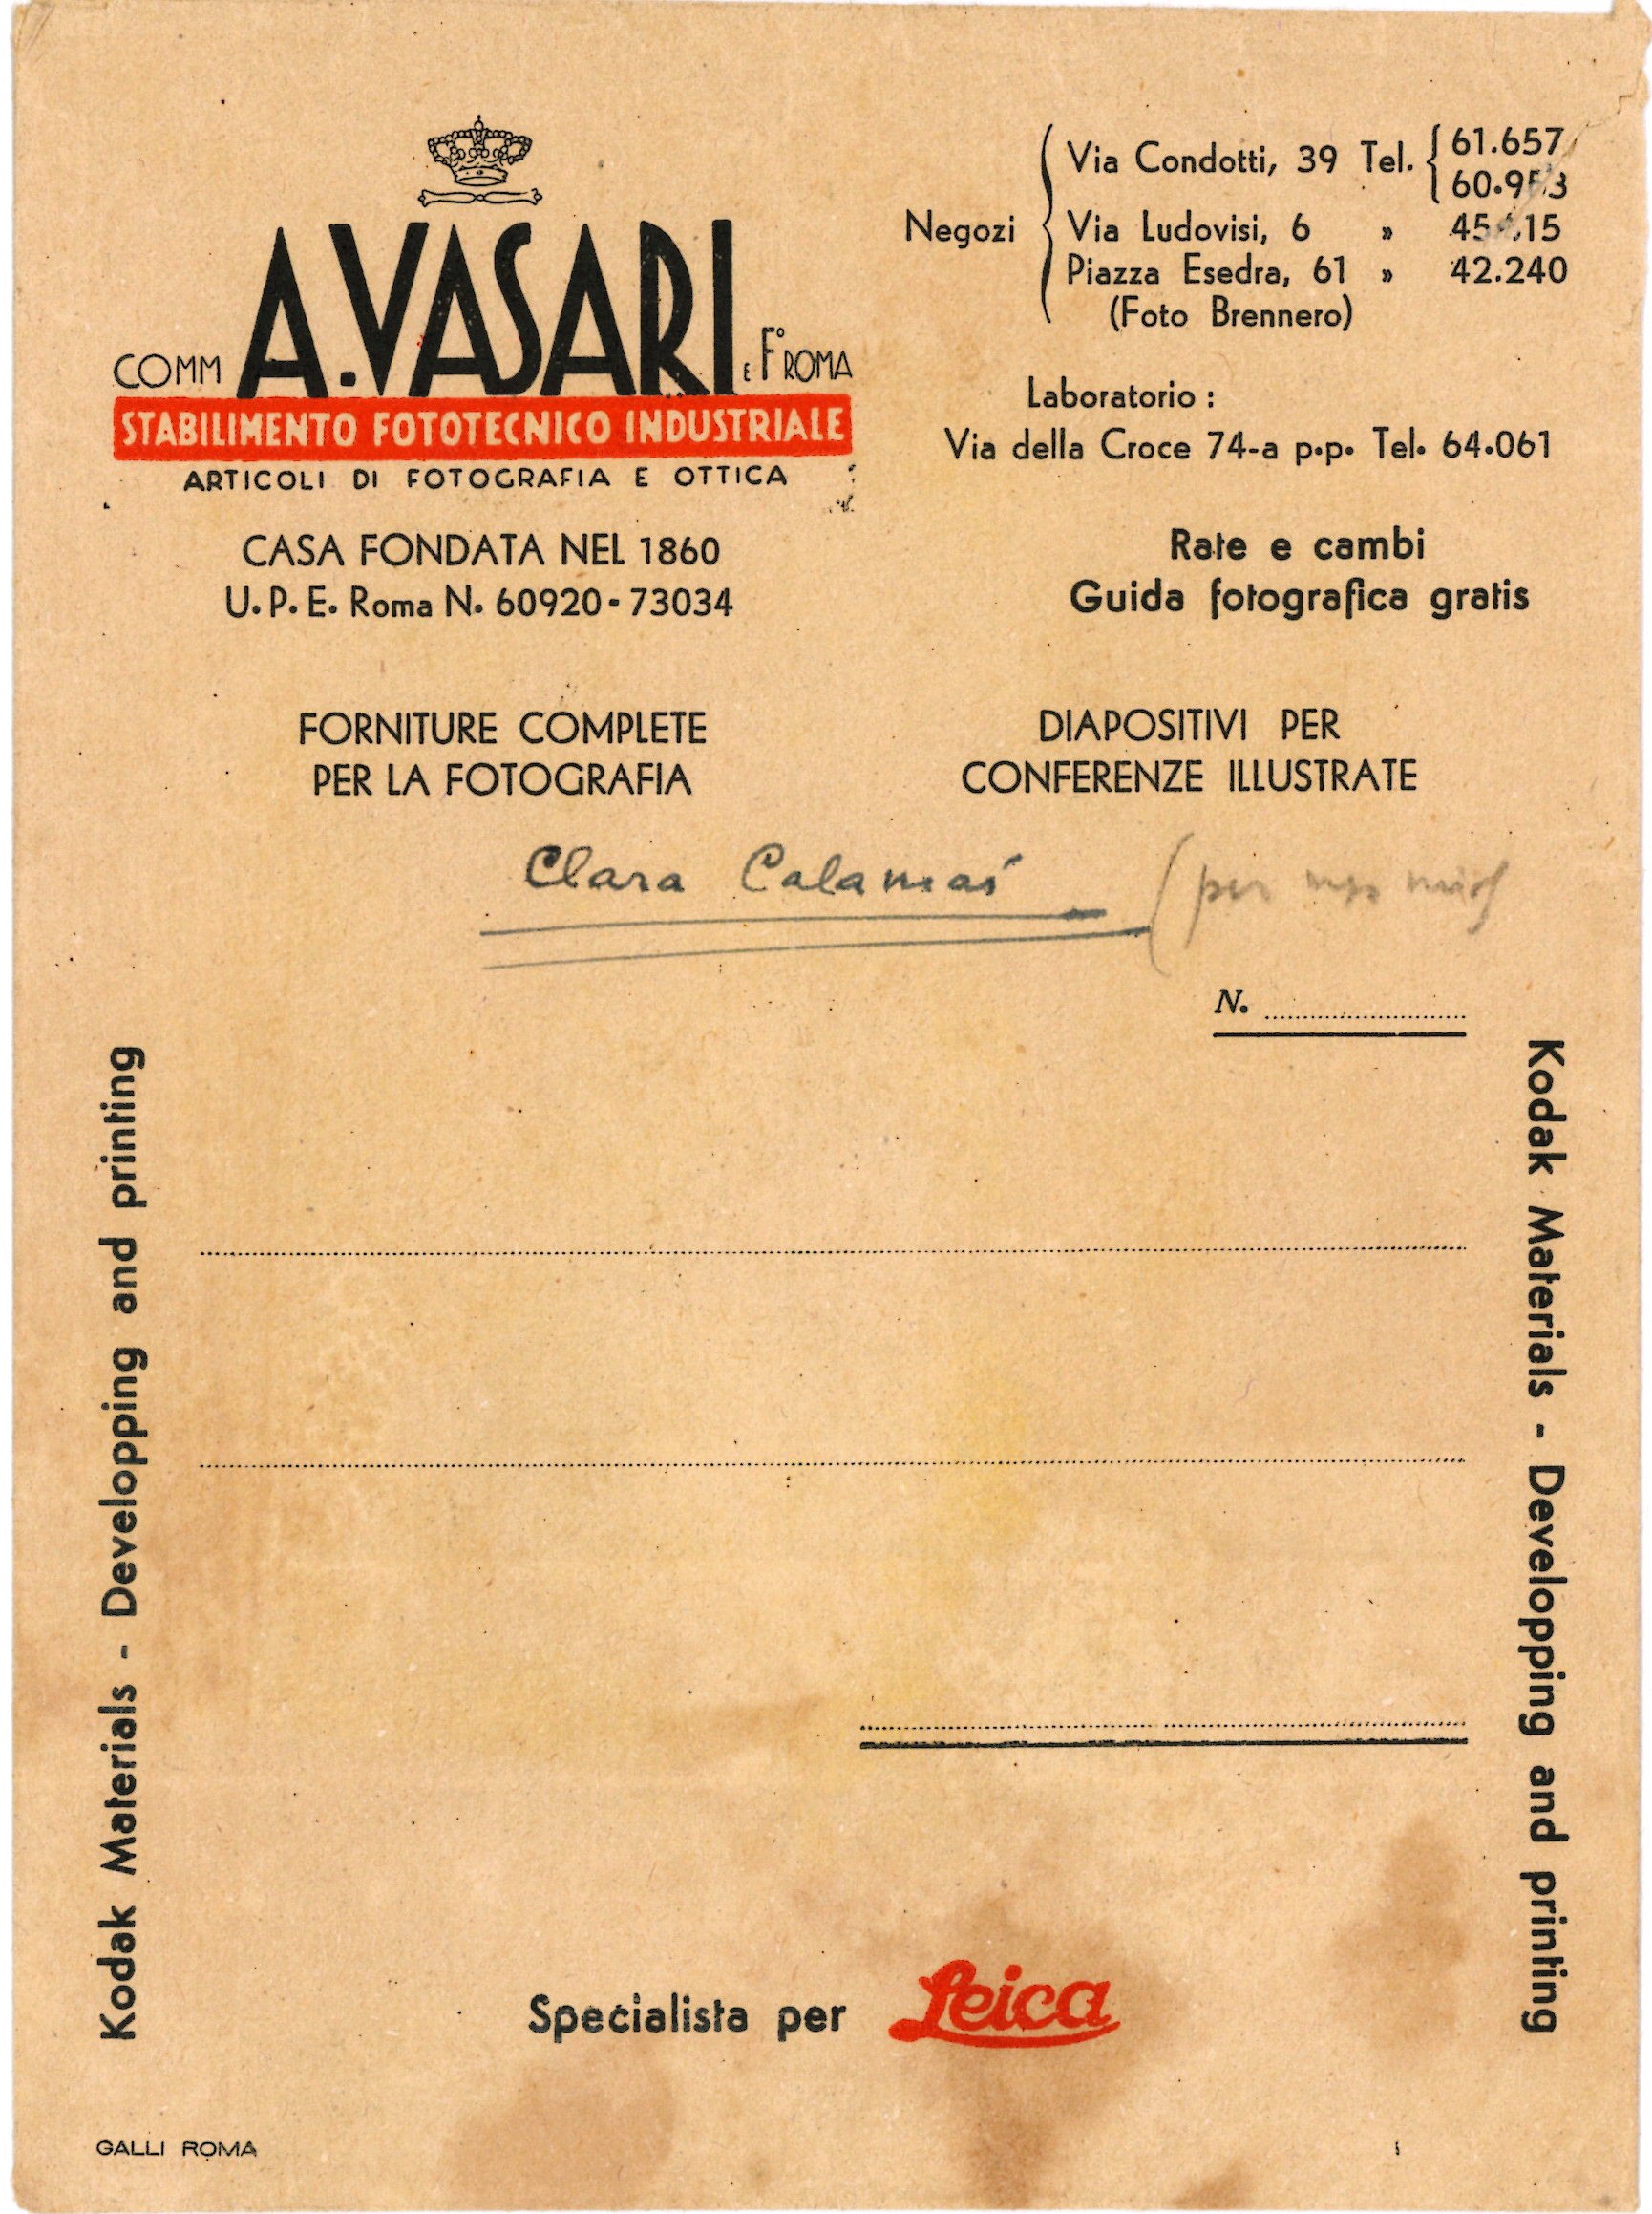 COMM A.VASARI E Fº ROMA
STABILIMENTO FOTOTECNICO INDUSTRIALE
ARTICOLI DI FOTOGRAFIA E OTTICA
CASA FONDATA NEL 1860
U.P.E. Roma N. 60920-73034
Negozi
Via Condotti, 39 Tel. 61.657
Via Ludovisi, 6 »
Piazza Esedra, 61 » 42.240
(Foto Brennero)
Laboratorio :
Via della Croce 74-a p.p. Tel. 64.061
Rate e cambi
Guida fotografica gratis
FORNITURE COMPLETE
PER LA FOTOGRAFIA
DIAPOSITIVI PER
CONFERENZE ILLUSTRATE
Clara Calamai (per
N.
Kodak Materials - Developping and printing
Kodak Materials - Developping and printing
Specialista per Leica
GALLI ROMA